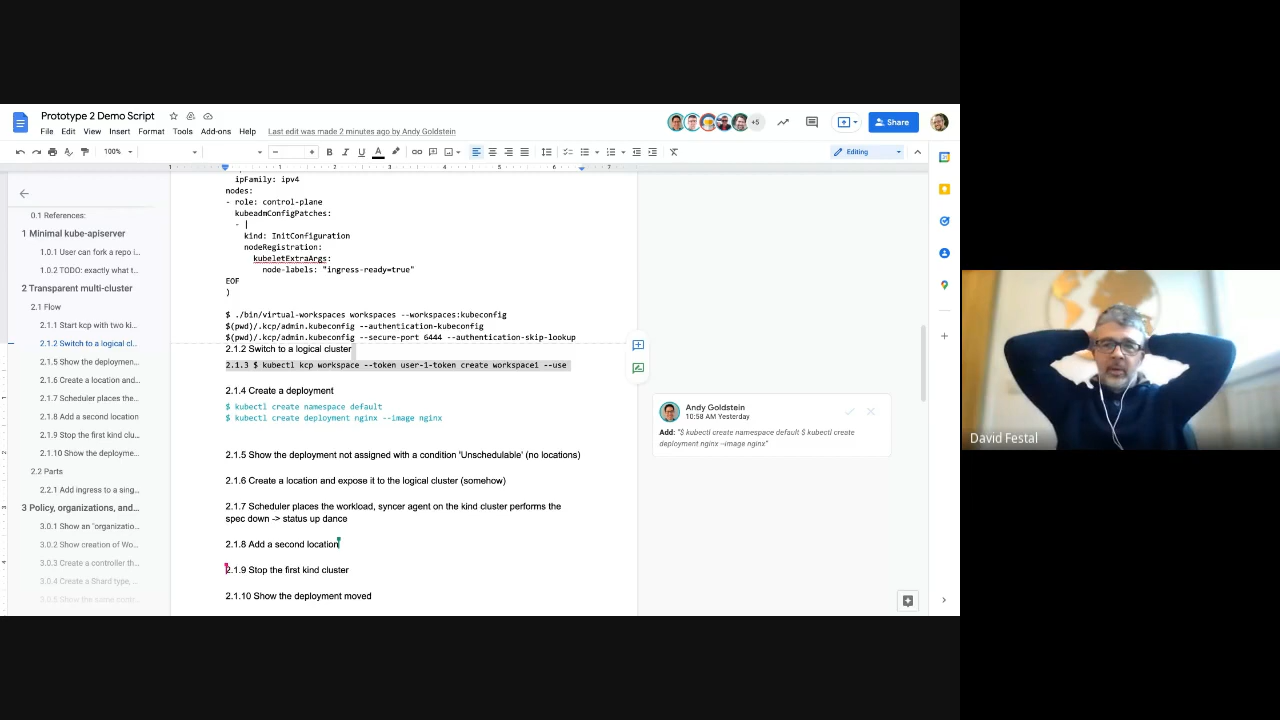 Prototype 2 Demo Script
File Edit View Insert Format Tools Add-ons Help Last edit was made 2 minutes ago by Andy Goldstein
+5
Share
100%
Editing
1 1 2 3 4 5 6 7
0.1 References:
1 Minimal kube-apiserver
1.0.1 User can fork a repo i...
1.0.2 TODO: exactly what t...
2 Transparent multi-cluster
2.1 Flow
2.1.1 Start kcp with two ki...
2.1.2 Switch to a logical cl...
2.1.5 Show the deploymen...
2.1.6 Create a location and...
2.1.7 Scheduler places the...
2.1.8 Add a second location
2.1.9 Stop the first kind clu...
2.1.10 Show the deployme...
2.2 Parts
2.2.1 Add ingress to a sing...
3 Policy, organizations, and...
3.0.1 Show an "organizatio...
3.0.2 Show creation of Wo...
3.0.3 Create a controller th...
3.0.4 Create a Shard type, ...
ipFamily: ipv4
nodes:
- role: control-plane
kubeadmConfigPatches:
- |
kind: InitConfiguration
nodeRegistration:
kubeletExtraArgs:
node-labels: "ingress-ready=true"
EOF
)
$ ./bin/virtual-workspaces workspaces --workspaces:kubeconfig
$(pwd)/.kcp/admin.kubeconfig --authentication-kubeconfig
$(pwd)/.kcp/admin.kubeconfig --secure-port 6444 --authentication-skip-lookup
2.1.2 Switch to a logical cluster
2.1.3 $ kubectl kcp workspace --token user-1-token create workspace1 --use
2.1.4 Create a deployment
$ kubectl create namespace default
$ kubectl create deployment nginx --image nginx
2.1.5 Show the deployment not assigned with a condition 'Unschedulable' (no locations)
2.1.6 Create a location and expose it to the logical cluster (somehow)
2.1.7 Scheduler places the workload, syncer agent on the kind cluster performs the
spec down -> status up dance
2.1.8 Add a second location
2.1.9 Stop the first kind cluster
2.1.10 Show the deployment moved
Andy Goldstein
10:58 AM Yesterday
Add: "$ kubectl create namespace default $ kubectl create
deployment nginx --image nginx"
David Festal